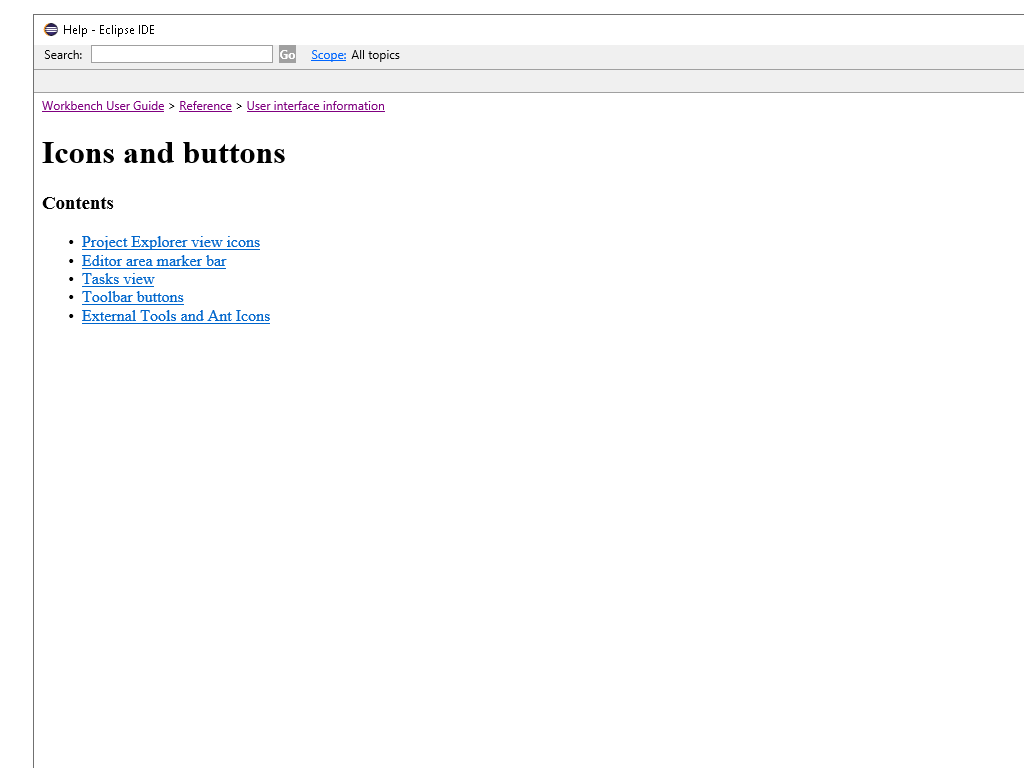 Help - Eclipse IDE
Search: Go Scope: All topics
Workbench User Guide > Reference > User interface information
Icons and buttons
Contents
• Project Explorer view icons
• Editor area marker bar
• Tasks view
• Toolbar buttons
• External Tools and Ant Icons